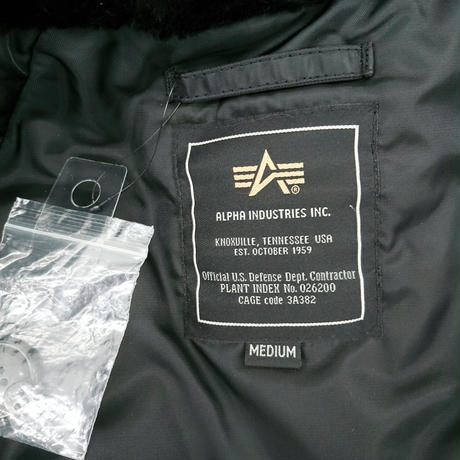 ®
ALPHA INDUSTRIES INC.
KNOXVILLE, TENNESSEE USA
EST. OCTOBER 1959
Official U.S. Defense Dept. Contractor
PLANT INDEX No. 026200
CAGE code 3A382
MEDIUM